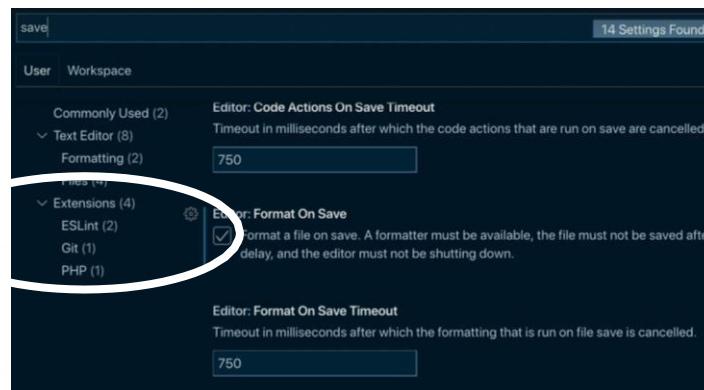 save
14 Settings Found
User Workspace
Commonly Used (2)
Text Editor (8)
Formatting (2)
Files (4)
Extensions (4)
ESLint (2)
Git (1)
PHP (1)
Editor: Code Actions On Save Timeout
Timeout in milliseconds after which the code actions that are run on save are cancelled
750
Editor: Format On Save
Format a file on save. A formatter must be available, the file must not be saved afte
delay, and the editor must not be shutting down.
Editor: Format On Save Timeout
Timeout in milliseconds after which the formatting that is run on file save is cancelled.
750